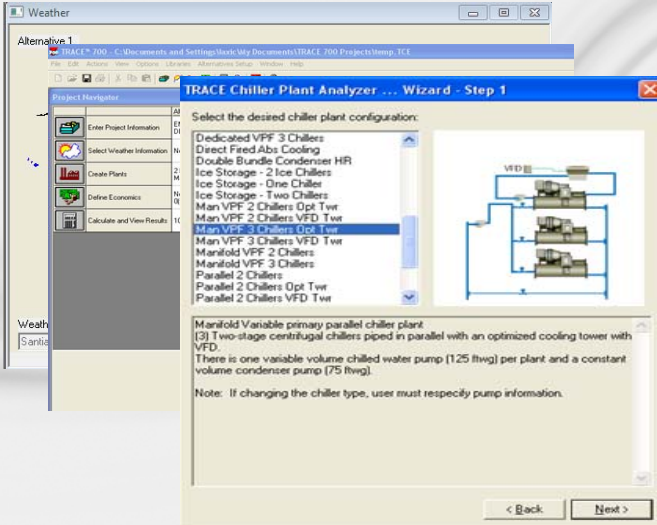 Weather
Alternative 1
TRACE® 700 - C:\Documents and Settings\lxxlc\My Documents\TRACE 700 Projects\temp.TCE
File Edit Actions View Options Libraries Alternatives Setup Window Help
Project Navigator
Enter Project Information
Select Weather Information
Create Plants
Define Economics
Calculate and View Results
Weath
Santia
TRACE Chiller Plant Analyzer ... Wizard - Step 1
Select the desired chiller plant configuration:
Dedicated VPF 3 Chillers
Direct Fired Abs Cooling
Double Bundle Condenser HR
Ice Storage - 2 Ice Chillers
Ice Storage - One Chiller
Ice Storage - Two Chillers
Man VPF 2 Chillers Opt Twr
Man VPF 2 Chillers VFD Twr
Man VPF 3 Chillers Opt Twr
Man VPF 3 Chillers VFD Twr
Manifold VPF 2 Chillers
Manifold VPF 3 Chillers
Parallel 2 Chillers
Parallel 2 Chillers Opt Twr
Parallel 2 Chillers VFD Twr
VFD
Manifold Variable primary parallel chiller plant
(3) Two-stage centrifugal chillers piped in parallel with an optimized cooling tower with
VFD.
There is one variable volume chilled water pump (125 ftwg) per plant and a constant
volume condenser pump (75 ftwg).
Note: If changing the chiller type, user must respecify pump information.
< Back
Next >